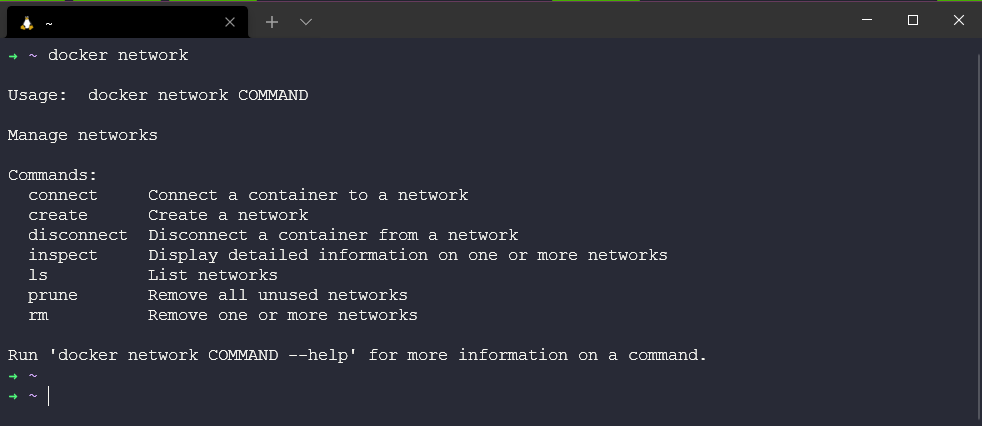 ~
➜ ~ docker network
Usage:  docker network COMMAND
Manage networks
Commands:
  connect     Connect a container to a network
  create      Create a network
  disconnect  Disconnect a container from a network
  inspect     Display detailed information on one or more networks
  ls          List networks
  prune       Remove all unused networks
  rm          Remove one or more networks
Run 'docker network COMMAND --help' for more information on a command.
➜ ~
➜ ~